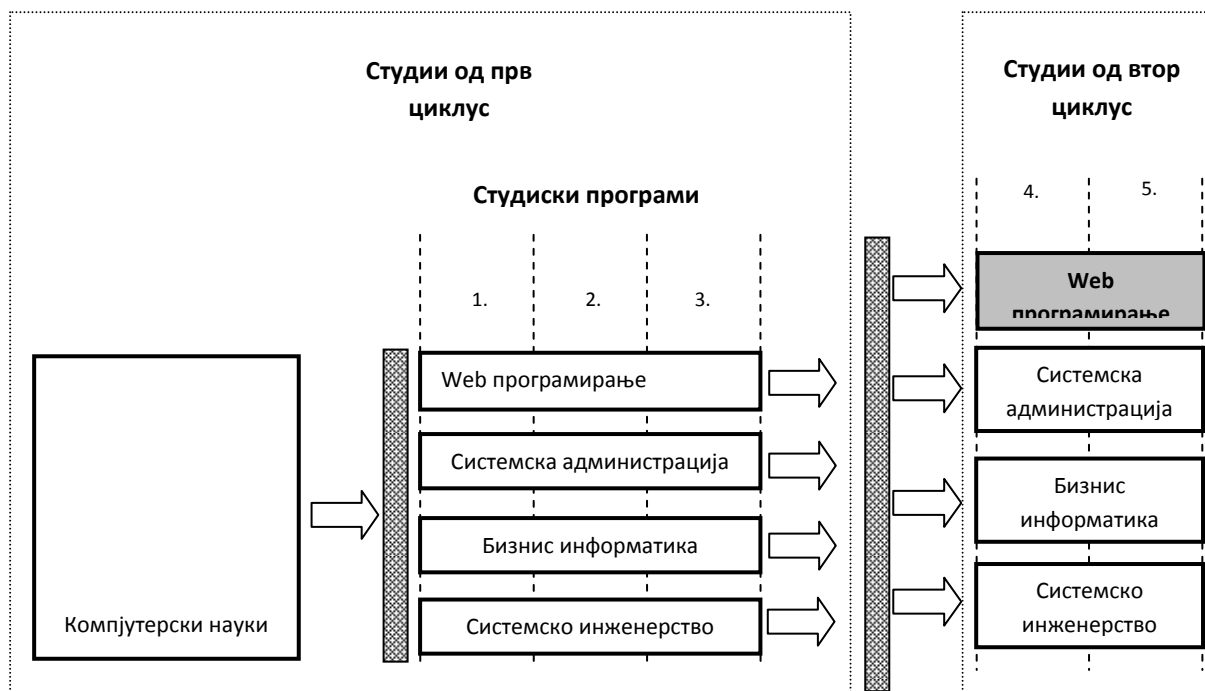 Студии од прв
циклус
Студиски програми
1.
2.
3.
Компјутерски науки
Web програмирање
Системска администрација
Бизнис информатика
Системско инженерство
Студии од втор
циклус
4.
5.
Web
програмирање
Системска
администрација
Бизнис
информатика
Системско
инженерство